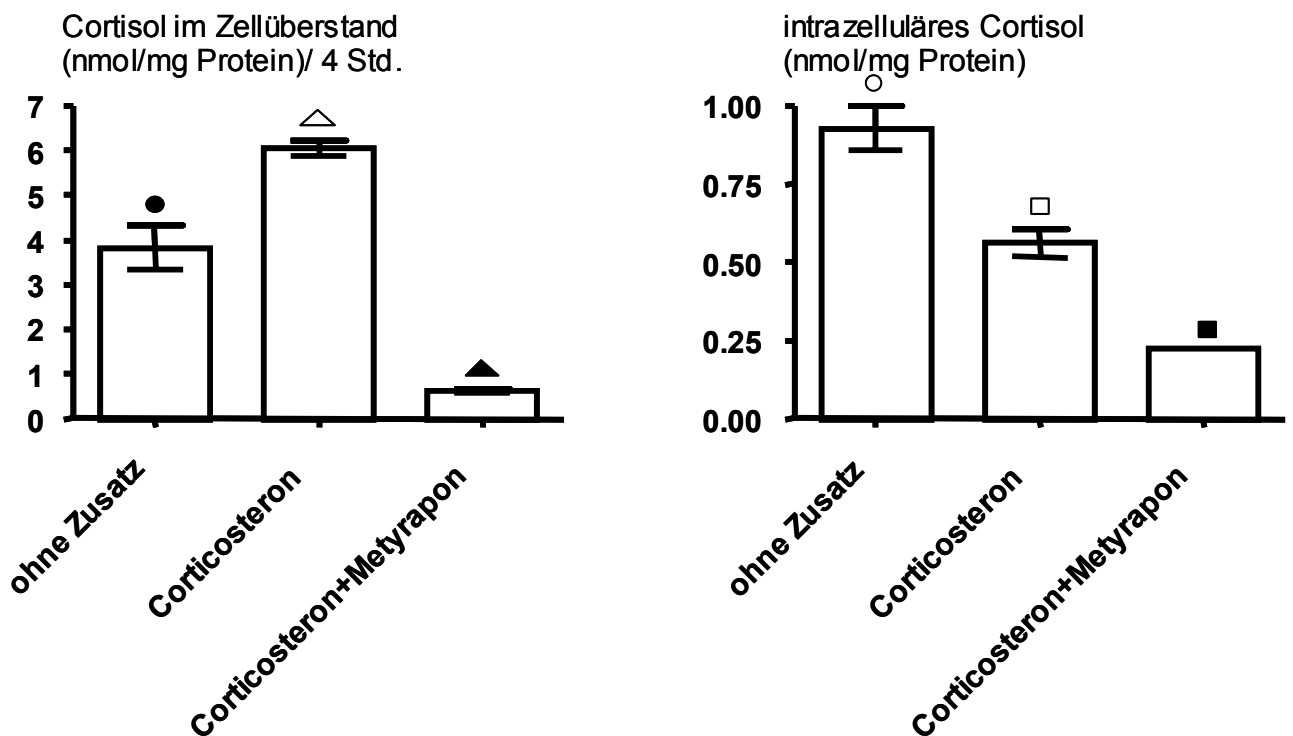 Cortisol im Zellüberstand
(nmol/mg Protein)/ 4 Std.
7
6
5
4
3
2
1
0
ohne Zusatz
Corticosteron
Corticosteron+Metyrapon
intrazelluläres Cortisol
(nmol/mg Protein)
1.00
0.75
0.50
0.25
0.00
ohne Zusatz
Corticosteron
Corticosteron+Metyrapon